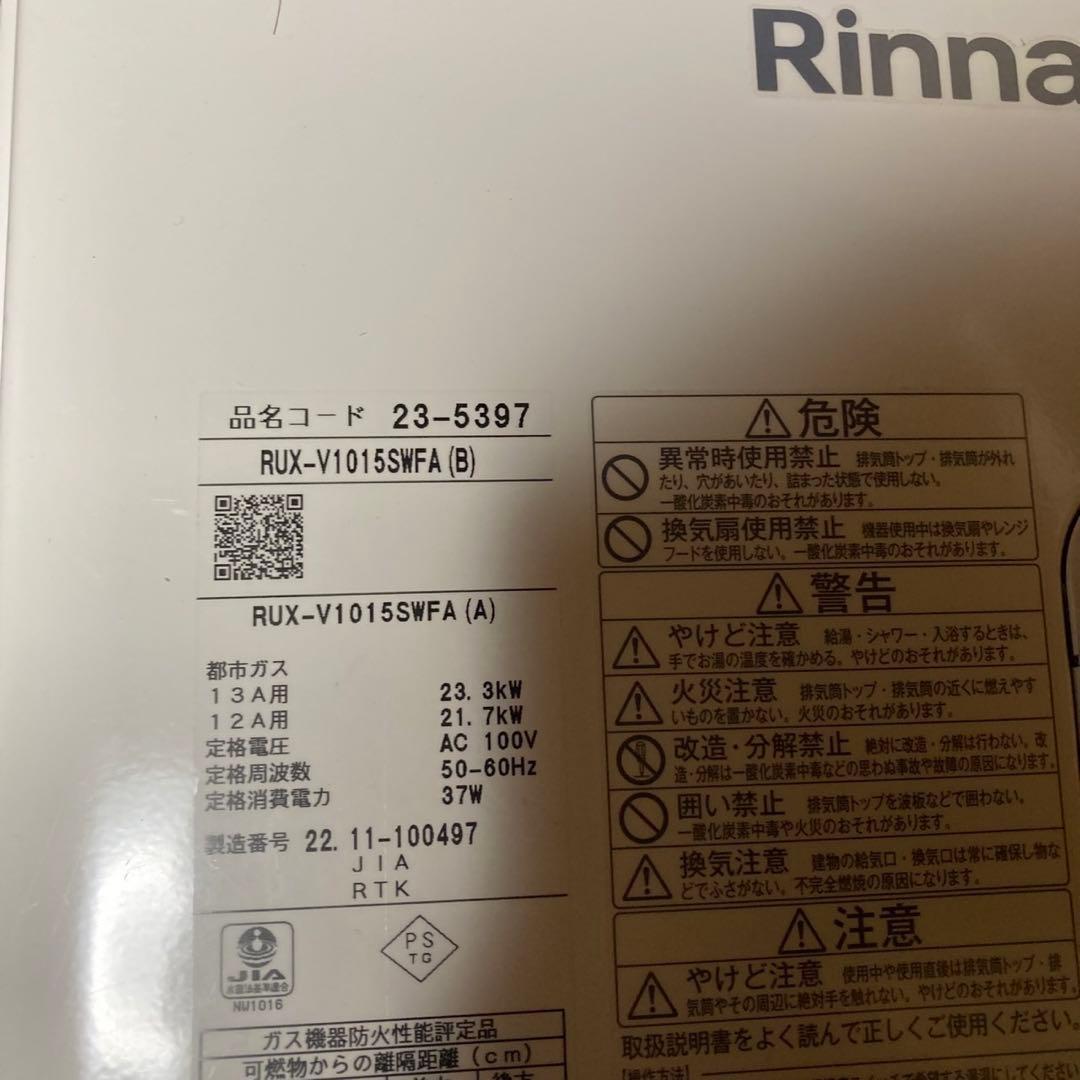 Rinna
品名コード 23-5397
RUX-V1015SWFA(B)
RUX-V1015SWFA(A)
都市ガス
13A用 23.3kW
12A用 21.7kW
定格電圧 AC 100V
定格周波数 50-60Hz
定格消費電力 37W
製造番号 22.11-100497
JIA
RTK
JIA
水道法基準適合
NW1016
PS
TG
ガス機器防火性能評定品
可燃物からの離隔距離(cm)
⚠危険
異常時使用禁止 排気筒トップ・排気筒が外れ
たり、穴があいたり、詰まった状態で使用しない。
一酸化炭素中毒のおそれがあります。
換気扇使用禁止 機器使用中は換気扇やレンジ
フードを使用しない。一酸化炭素中毒のおそれがあります。
⚠警告
やけど注意 給湯・シャワー・入浴するときは、
手でお湯の温度を確かめる。やけどのおそれがあります。
火災注意 排気筒トップ・排気筒の近くに燃えやす
いものを置かない。火災のおそれがあります。
改造・分解禁止 絶対に改造・分解は行わない。改
造・分解は一酸化炭素中毒などの思わぬ事故や故障の原因になります。
囲い禁止 排気筒トップを波板などで囲わない。
一酸化炭素中毒や火災のおそれがあります。
換気注意 建物の給気口・換気口は常に確保し物な
どでふさがない。不完全燃焼の原因になります。
⚠注意
やけど注意 使用中や使用直後は排気筒トップ・排
気筒やその周辺に絶対手を触れない。やけどのおそれがあります。
取扱説明書をよく読んで正しくご使用ください。
【操作方法】